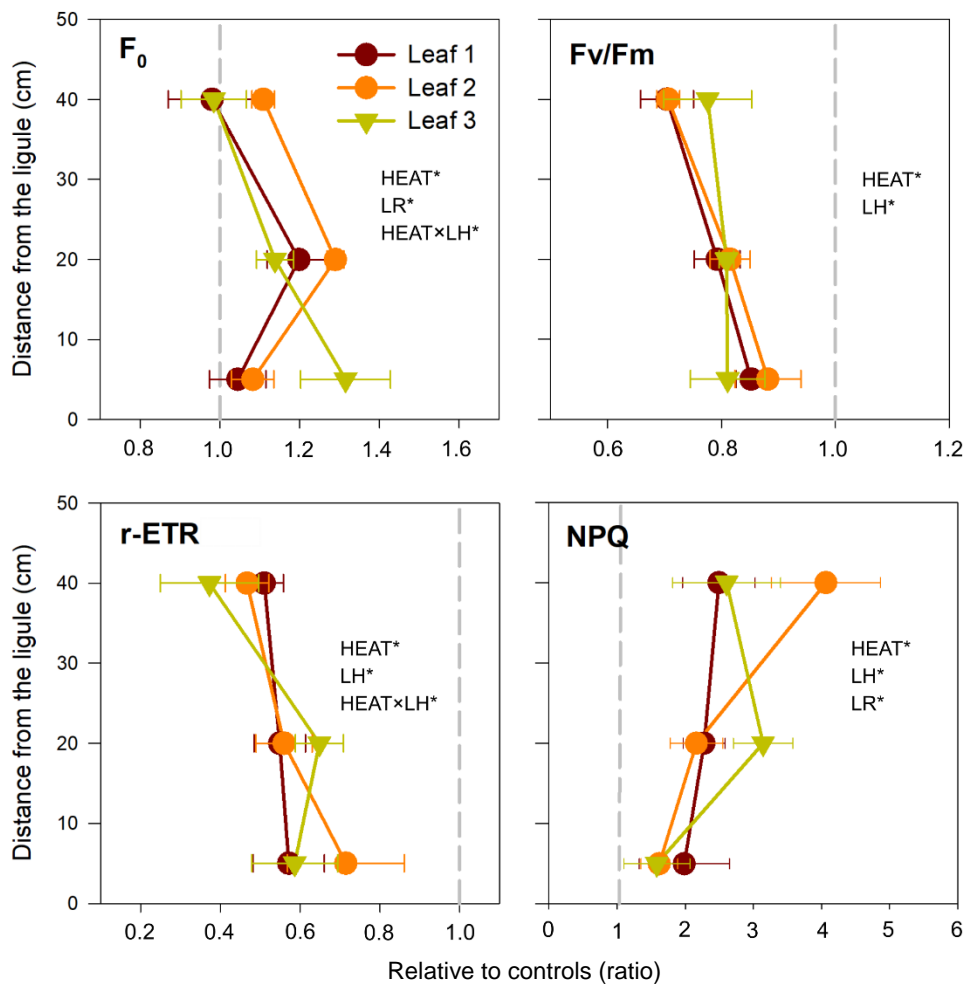 F0
Leaf 1
Leaf 2
Leaf 3
HEAT*
LR*
HEAT×LH*
Distance from the ligule (cm)
50
40
30
20
10
0
0.8
1.0
1.2
1.4
1.6
Fv/Fm
HEAT*
LH*
0.6
0.8
1.0
1.2
r-ETR
HEAT*
LH*
HEAT×LH*
Distance from the ligule (cm)
50
40
30
20
10
0
0.2
0.4
0.6
0.8
1.0
NPQ
HEAT*
LH*
LR*
0
1
2
3
4
5
6
Relative to controls (ratio)